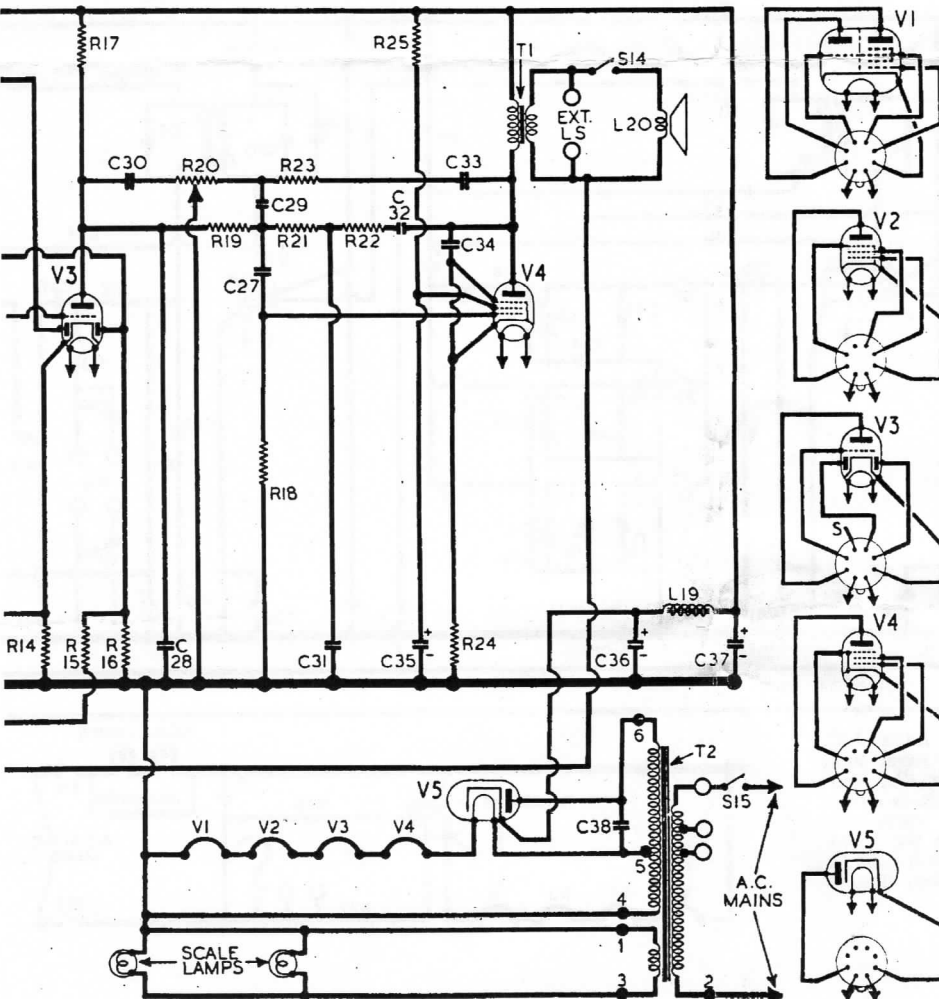 R17
R25
T1
S14
EXT.
LS
L20
C30
R20
R23
C33
C29
C
32
R19
R21
R22
C34
V3
C27
V4
R18
L19
R14
R
15
R
16
C
28
C31
C35
+
R24
C36
+
-
C37
+
-
6
T2
V5
S15
C38
V1
V2
V3
V4
5
A.C.
MAINS
4
1
SCALE
LAMPS
3
2
V1
V2
V3
S
V4
V5